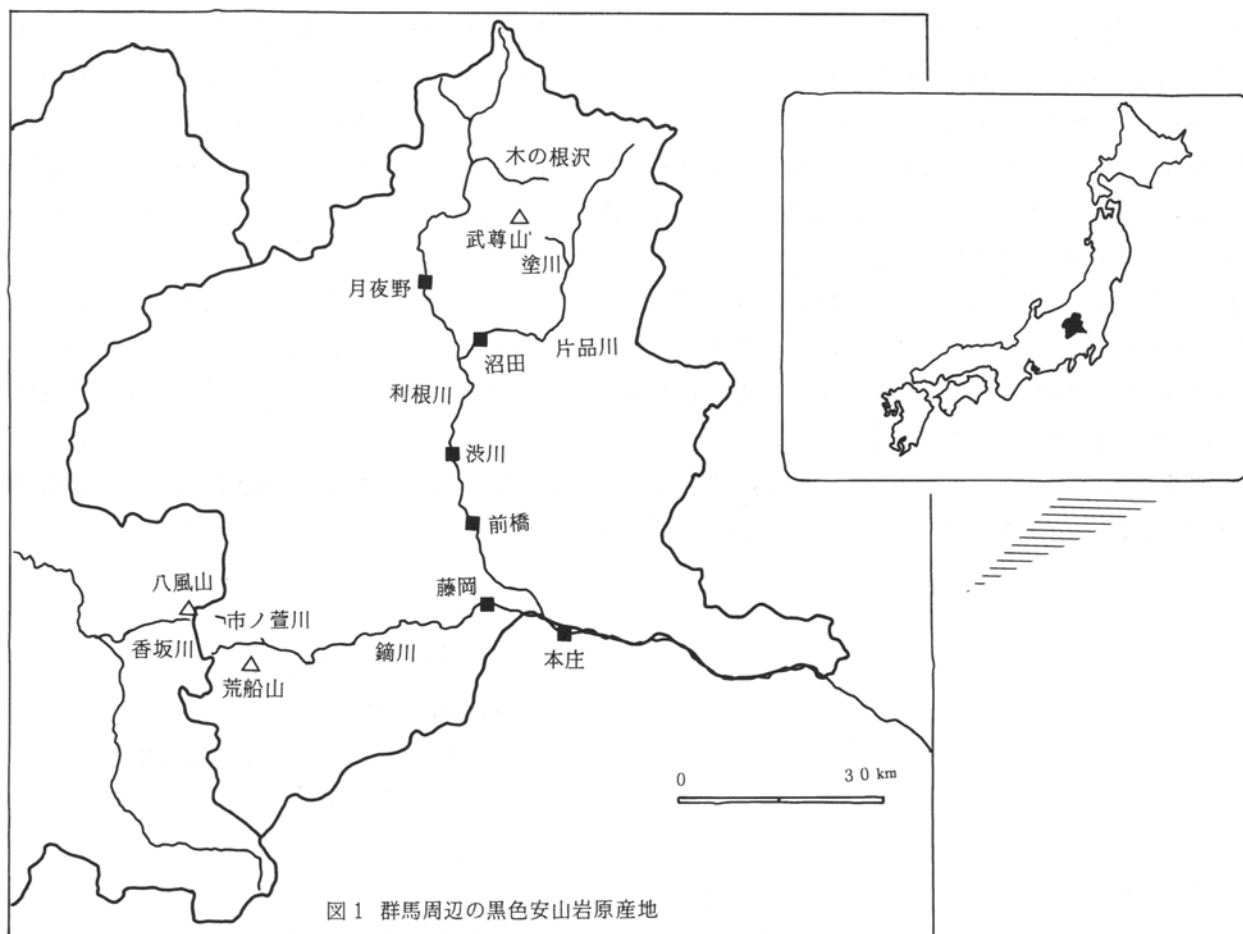 木の根沢
武尊山
塗川
月夜野
沼田
片品川
利根川
渋川
前橋
八風山
藤岡
市ノ萱川
香坂川
鏑川
本庄
荒船山
0
30km
図1 群馬周辺の黒色安山岩原産地